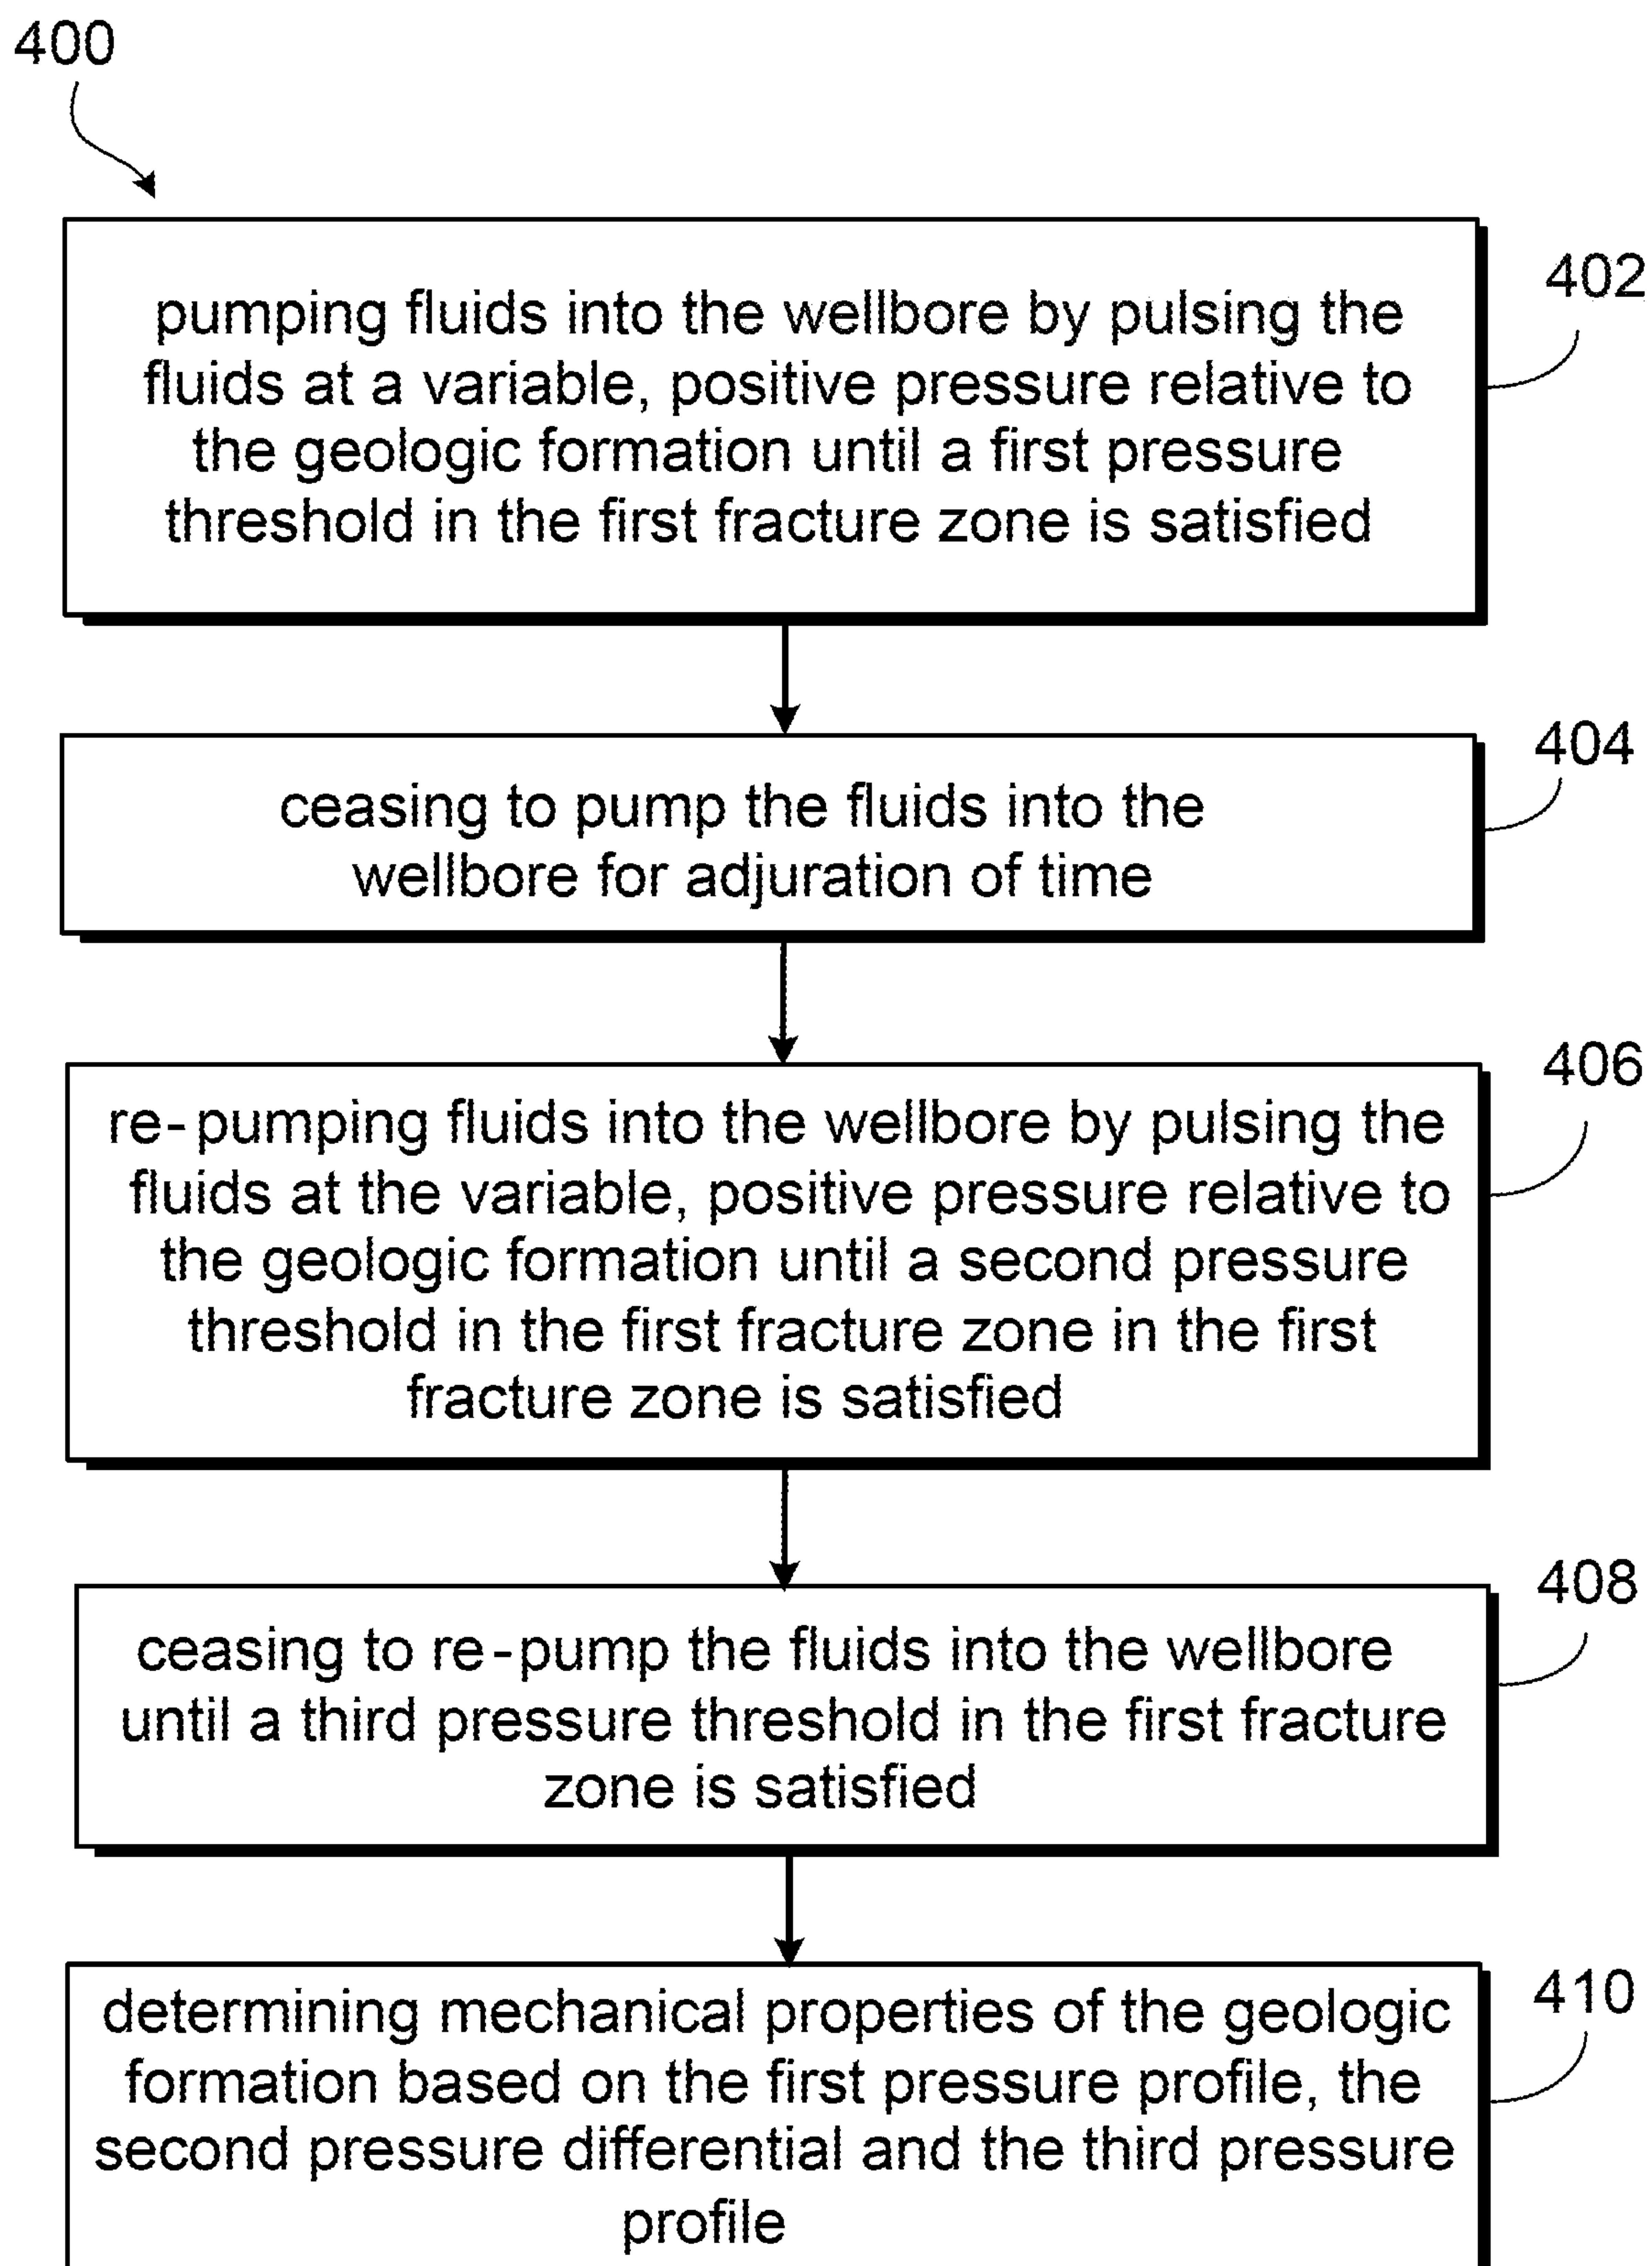 400
402
pumping fluids into the wellbore by pulsing the
fluids at a variable, positive pressure relative to
the geologic formation until a first pressure
threshold in the first fracture zone is satisfied
404
ceasing to pump the fluids into the
wellbore for adjuration of time
406
re-pumping fluids into the wellbore by pulsing the
fluids at the variable, positive pressure relative to
the geologic formation until a second pressure
threshold in the first fracture zone in the first
fracture zone is satisfied
408
ceasing to re-pump the fluids into the wellbore
until a third pressure threshold in the first fracture
zone is satisfied
410
determining mechanical properties of the geologic
formation based on the first pressure profile, the
second pressure differential and the third pressure
profile